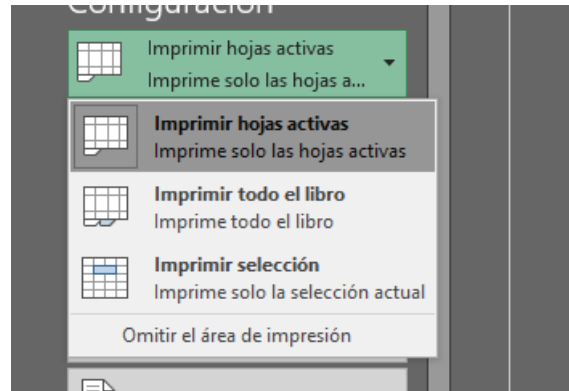 Configuración
Imprimir hojas activas
Imprime solo las hojas a...
Imprimir hojas activas
Imprime solo las hojas activas
Imprimir todo el libro
Imprime todo el libro
Imprimir selección
Imprime solo la selección actual
Omitir el área de impresión